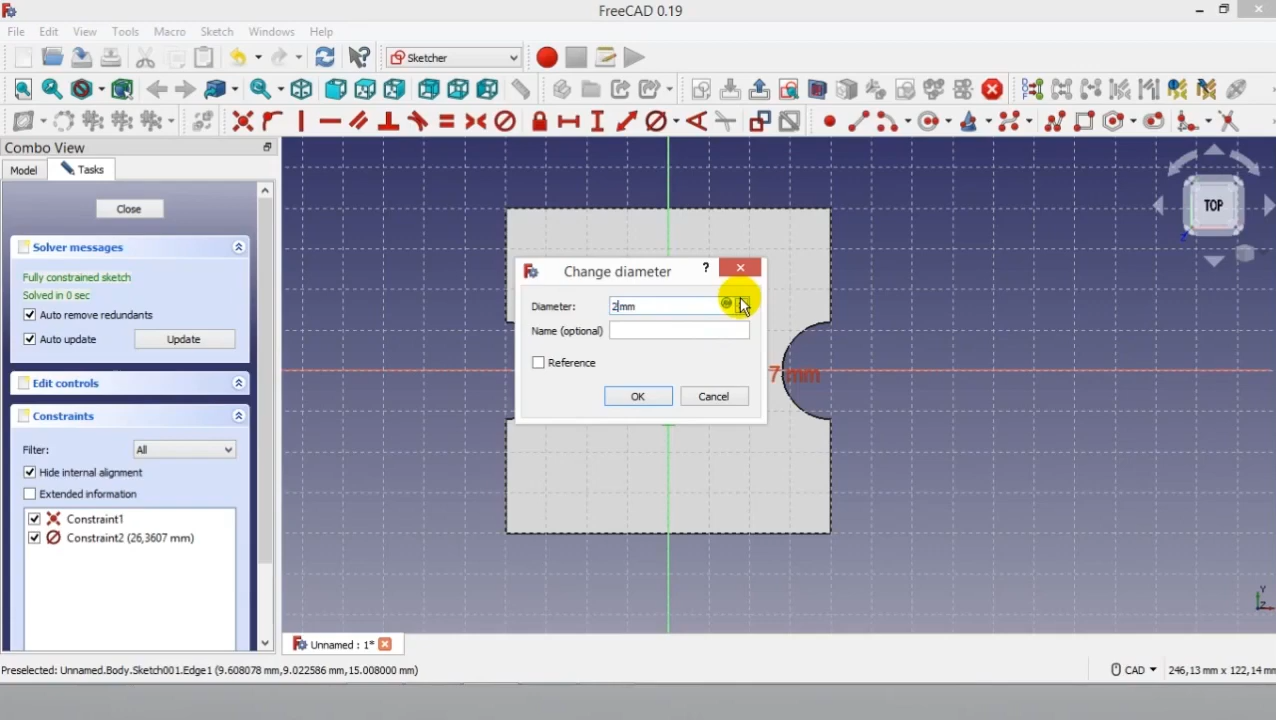 FreeCAD 0.19
File Edit View Tools Macro Sketch Windows Help
Sketcher
Combo View
Model Tasks
Close
Solver messages
Fully constrained sketch
Solved in 0 sec
Auto remove redundants
Auto update Update
Edit controls
Constraints
Filter: All
Hide internal alignment
Extended information
Constraint1
Constraint2 (26,3607 mm)
Change diameter ?
Diameter: 2 mm
Name (optional)
Reference
OK Cancel
7 mm
TOP
Z
Y
Z
Unnamed : 1*
Preselected: Unnamed.Body.Sketch001.Edge1 (9.608078 mm,9.022586 mm,15.008000 mm)
CAD 246,13 mm x 122,14 mm